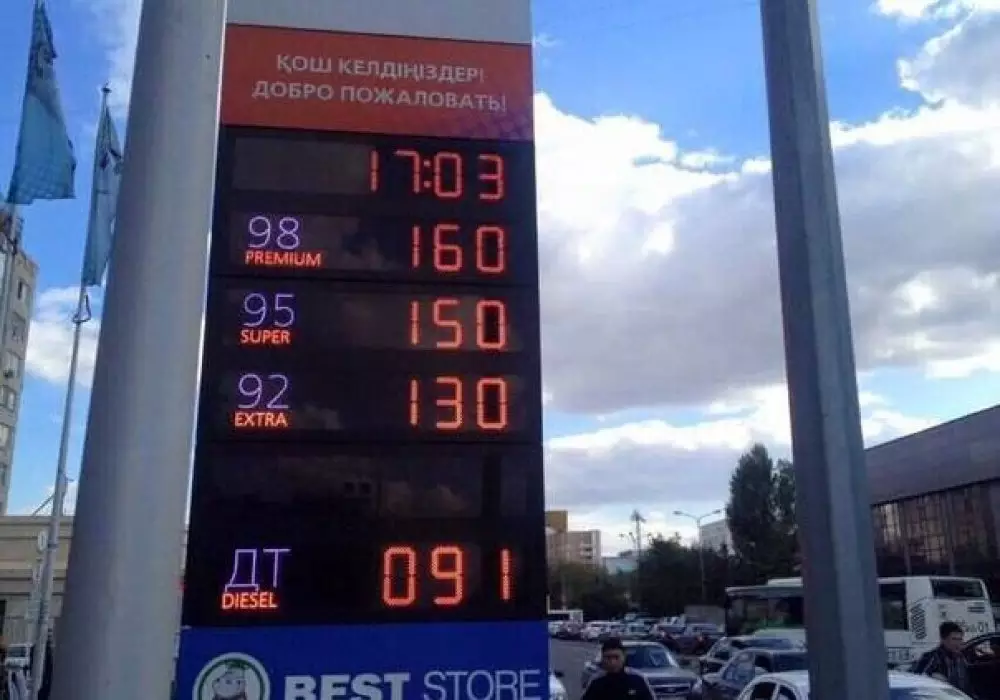 ҚОШ КЕЛДІҢІЗДЕР!
ДОБРО ПОЖАЛОВАТЬ!
17:03
98 160
PREMIUM
95 150
SUPER
92 130
EXTRA
ДТ 091
DIESEL
BEST STORE